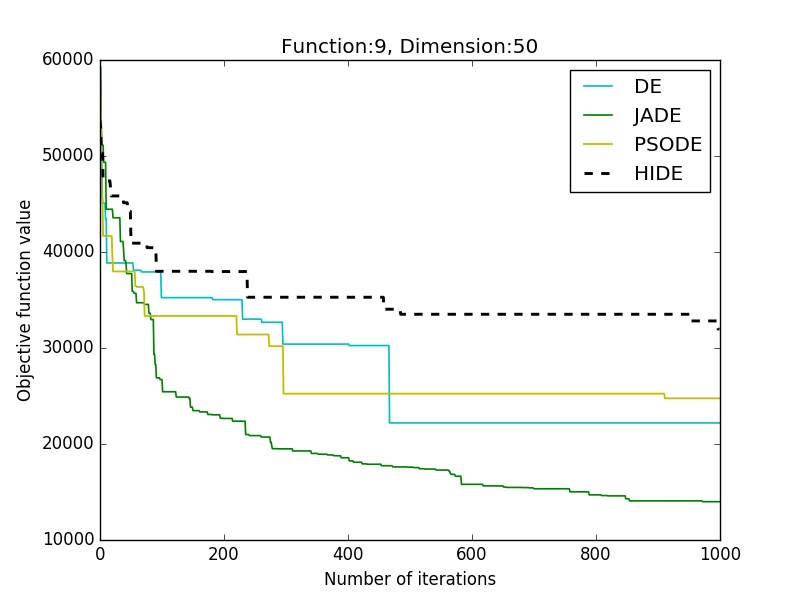 Function:9, Dimension:50
60000
50000
40000
30000
20000
10000
Objective function value
DE
JADE
PSODE
HIDE
0
200
400
600
800
1000
Number of iterations